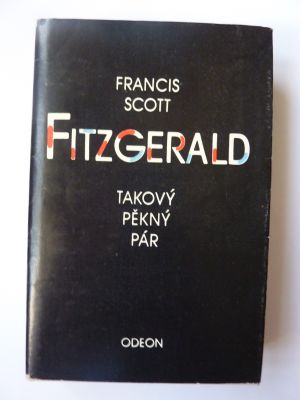 FRANCIS
SCOTT
FITZGERALD
TAKOVÝ
PĚKNÝ
PÁR
ODEON